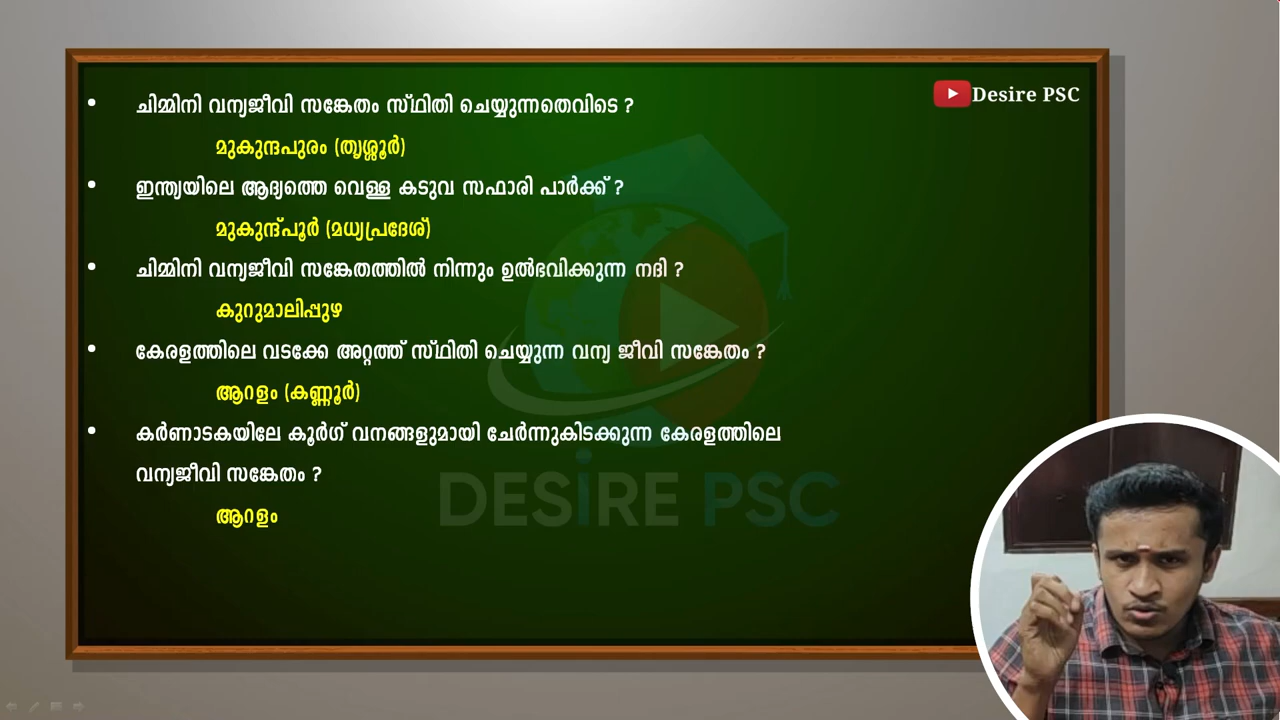 Desire PSC
• ചിമ്മിനി വന്യജീവി സങ്കേതം സ്ഥിതി ചെയ്യുന്നതെവിടെ ?
മുകുന്ദപുരം (തൃശ്ശൂർ)
• ഇന്ത്യയിലെ ആദ്യത്തെ വെള്ള കടുവ സഫാരി പാർക്ക് ?
മുകുന്ദ്പൂർ (മധ്യപ്രദേശ്)
• ചിമ്മിനി വന്യജീവി സങ്കേതത്തിൽ നിന്നും ഉൽഭവിക്കുന്ന നദി ?
കുറുമാലിപ്പുഴ
• കേരളത്തിലെ വടക്കേ അറ്റത്ത് സ്ഥിതി ചെയ്യുന്ന വന്യ ജീവി സങ്കേതം ?
ആറളം (കണ്ണൂർ)
• കർണാടകയിലേ കൂർഗ് വനങ്ങളുമായി ചേർന്നുകിടക്കുന്ന കേരളത്തിലെ
വന്യജീവി സങ്കേതം ?
ആറളം
DESiRE PSC